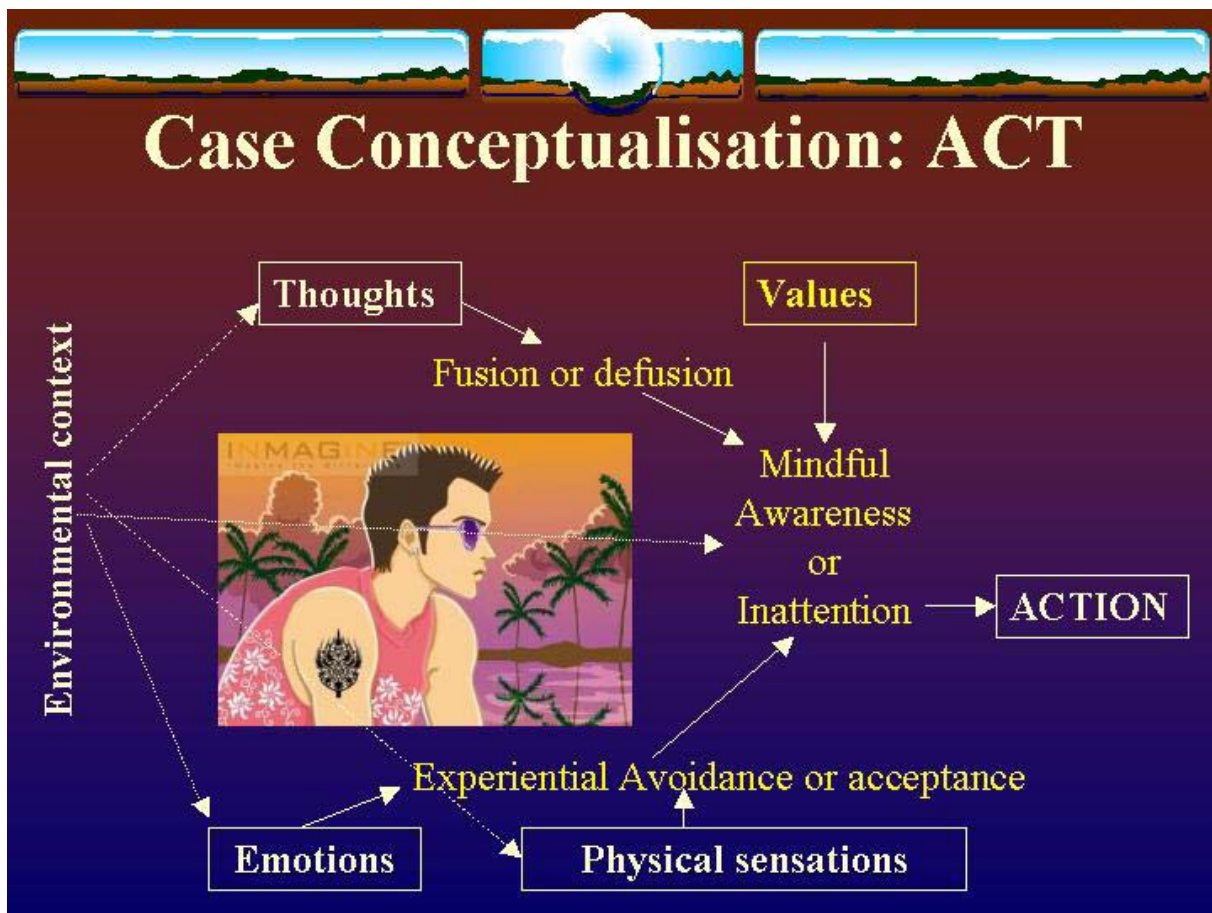 Case Conceptualisation: ACT
Thoughts
Values
Fusion or defusion
Environmental context
INMAGINE
Mindful
Awareness
or
Inattention
ACTION
Experiential Avoidance or acceptance
Emotions
Physical sensations